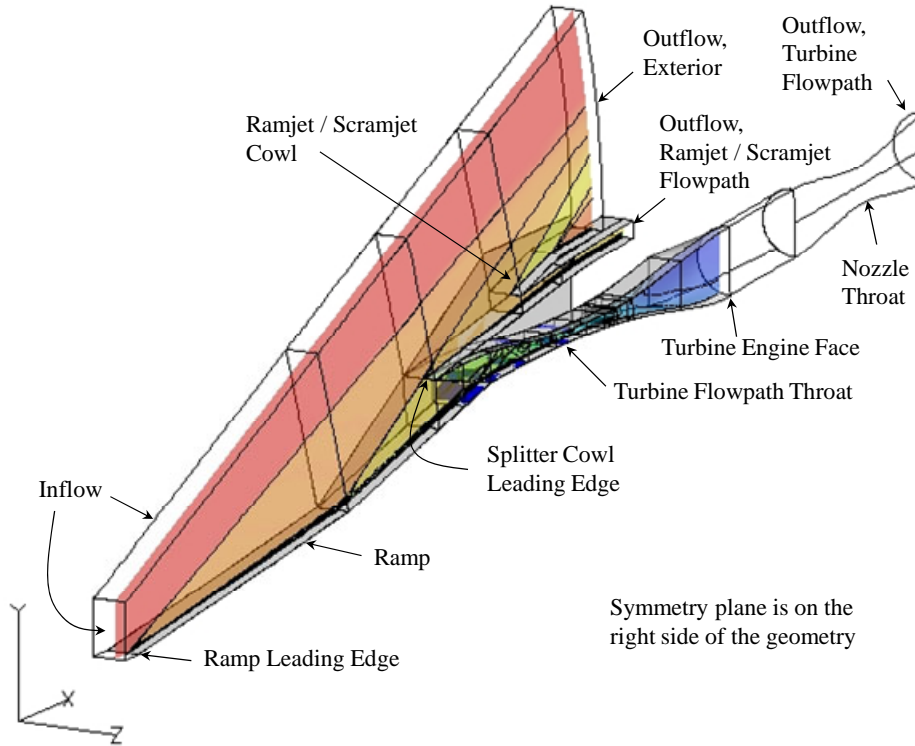 Outflow,
Exterior
Outflow,
Turbine
Flowpath
Ramjet / Scramjet
Cowl
Outflow,
Ramjet / Scramjet
Flowpath
Nozzle
Throat
Turbine Engine Face
Turbine Flowpath Throat
Splitter Cowl
Leading Edge
Inflow
Ramp
Symmetry plane is on the
right side of the geometry
Ramp Leading Edge
Y
X
Z